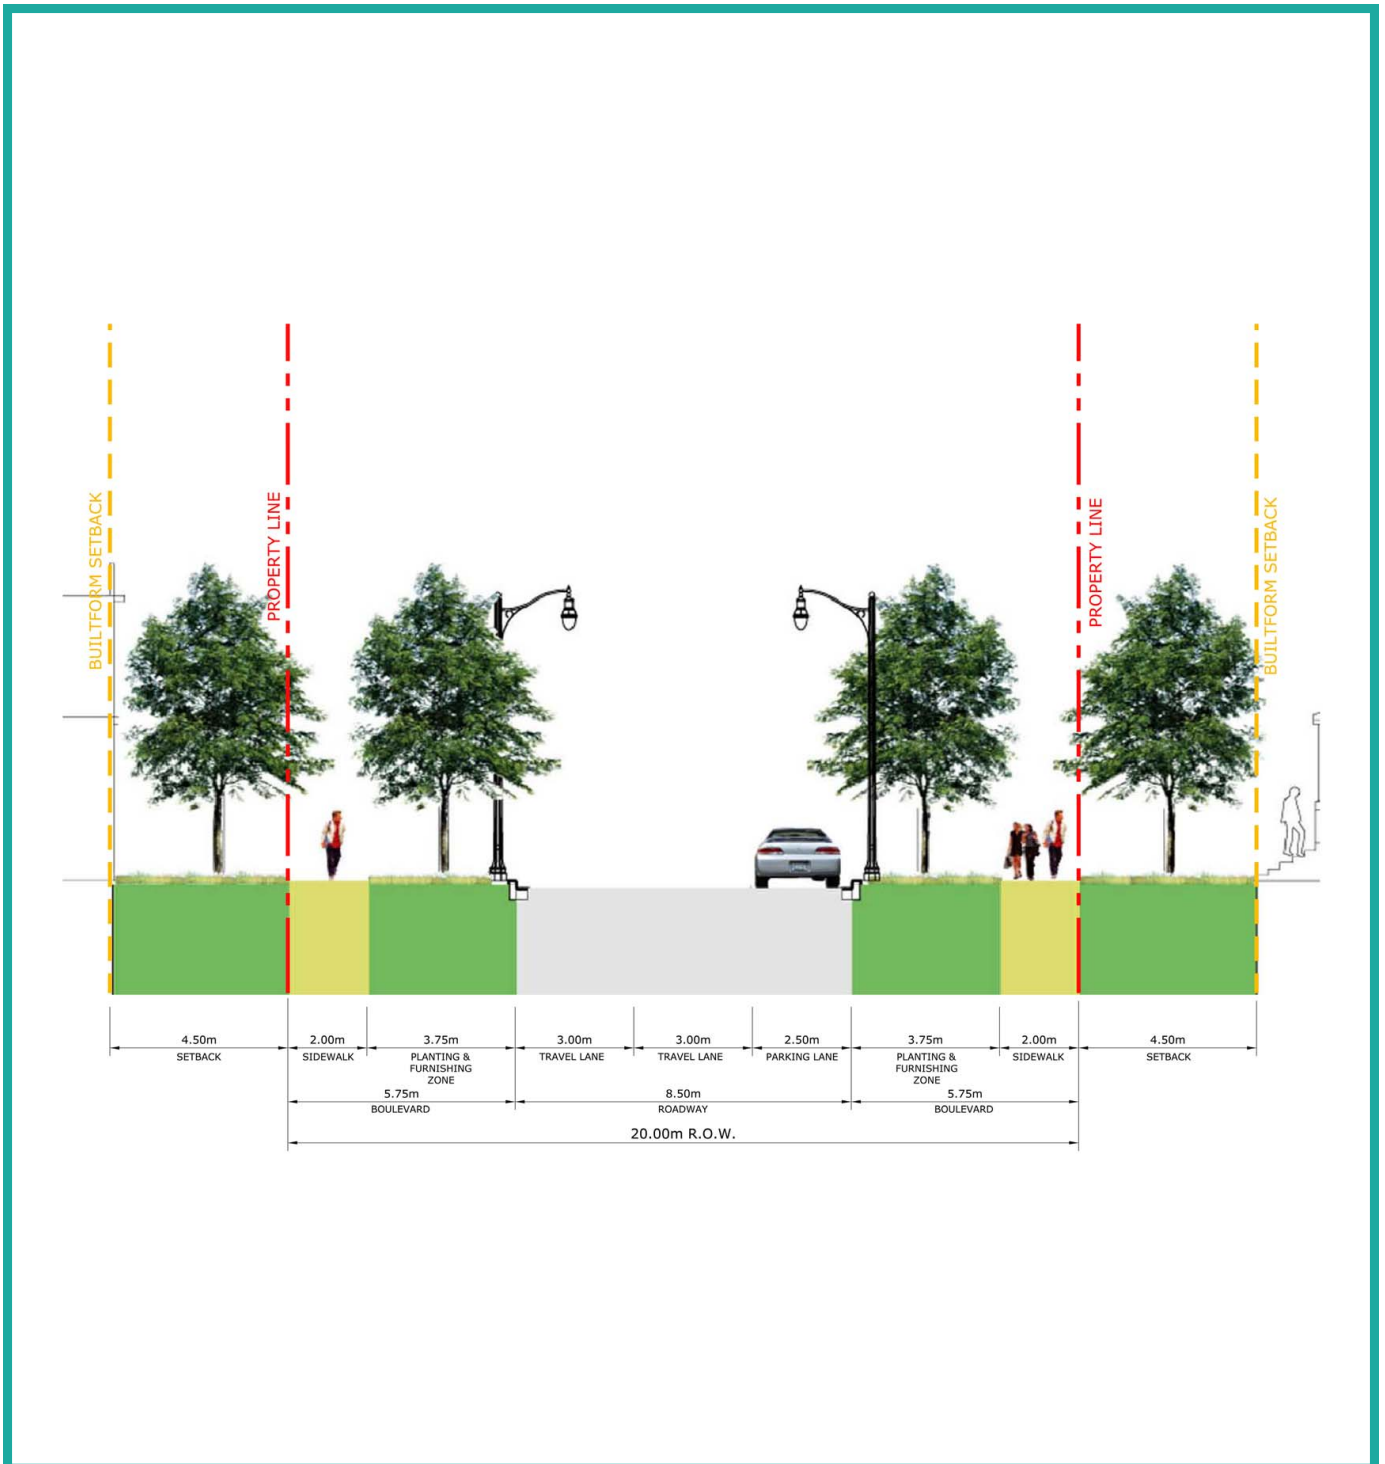 BUILTFORM SETBACK
PROPERTY LINE
PROPERTY LINE
BUILTFORM SETBACK
4.50m
SETBACK
2.00m
SIDEWALK
3.75m
PLANTING &
FURNISHING
ZONE
3.00m
TRAVEL LANE
3.00m
TRAVEL LANE
2.50m
PARKING LANE
3.75m
PLANTING &
FURNISHING
ZONE
2.00m
SIDEWALK
4.50m
SETBACK
5.75m
BOULEVARD
8.50m
ROADWAY
5.75m
BOULEVARD
20.00m R.O.W.